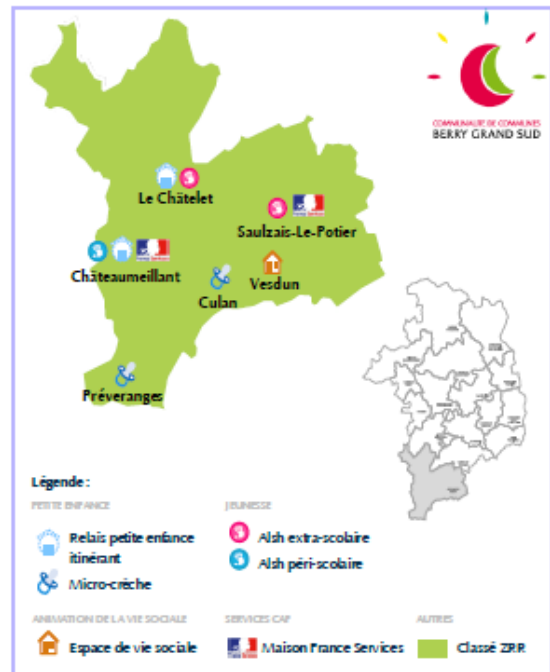 COMMUNAUTÉ DE COMMUNES
BERRY GRAND SUD
Le Châtelet
Saulzais-Le-Potier
Châteaumeillant
Vesdun
Culan
Préveranges
Légende :
PETITE ENFANCE
JEUNESSE
Relais petite enfance
itinérant
Alsh extra-scolaire
Alsh péri-scolaire
Micro-crèche
ANIMATION DE LA VIE SOCIALE
SERVICES CAF
AUTRES
Espace de vie sociale
Maison France Services
Classé ZRR